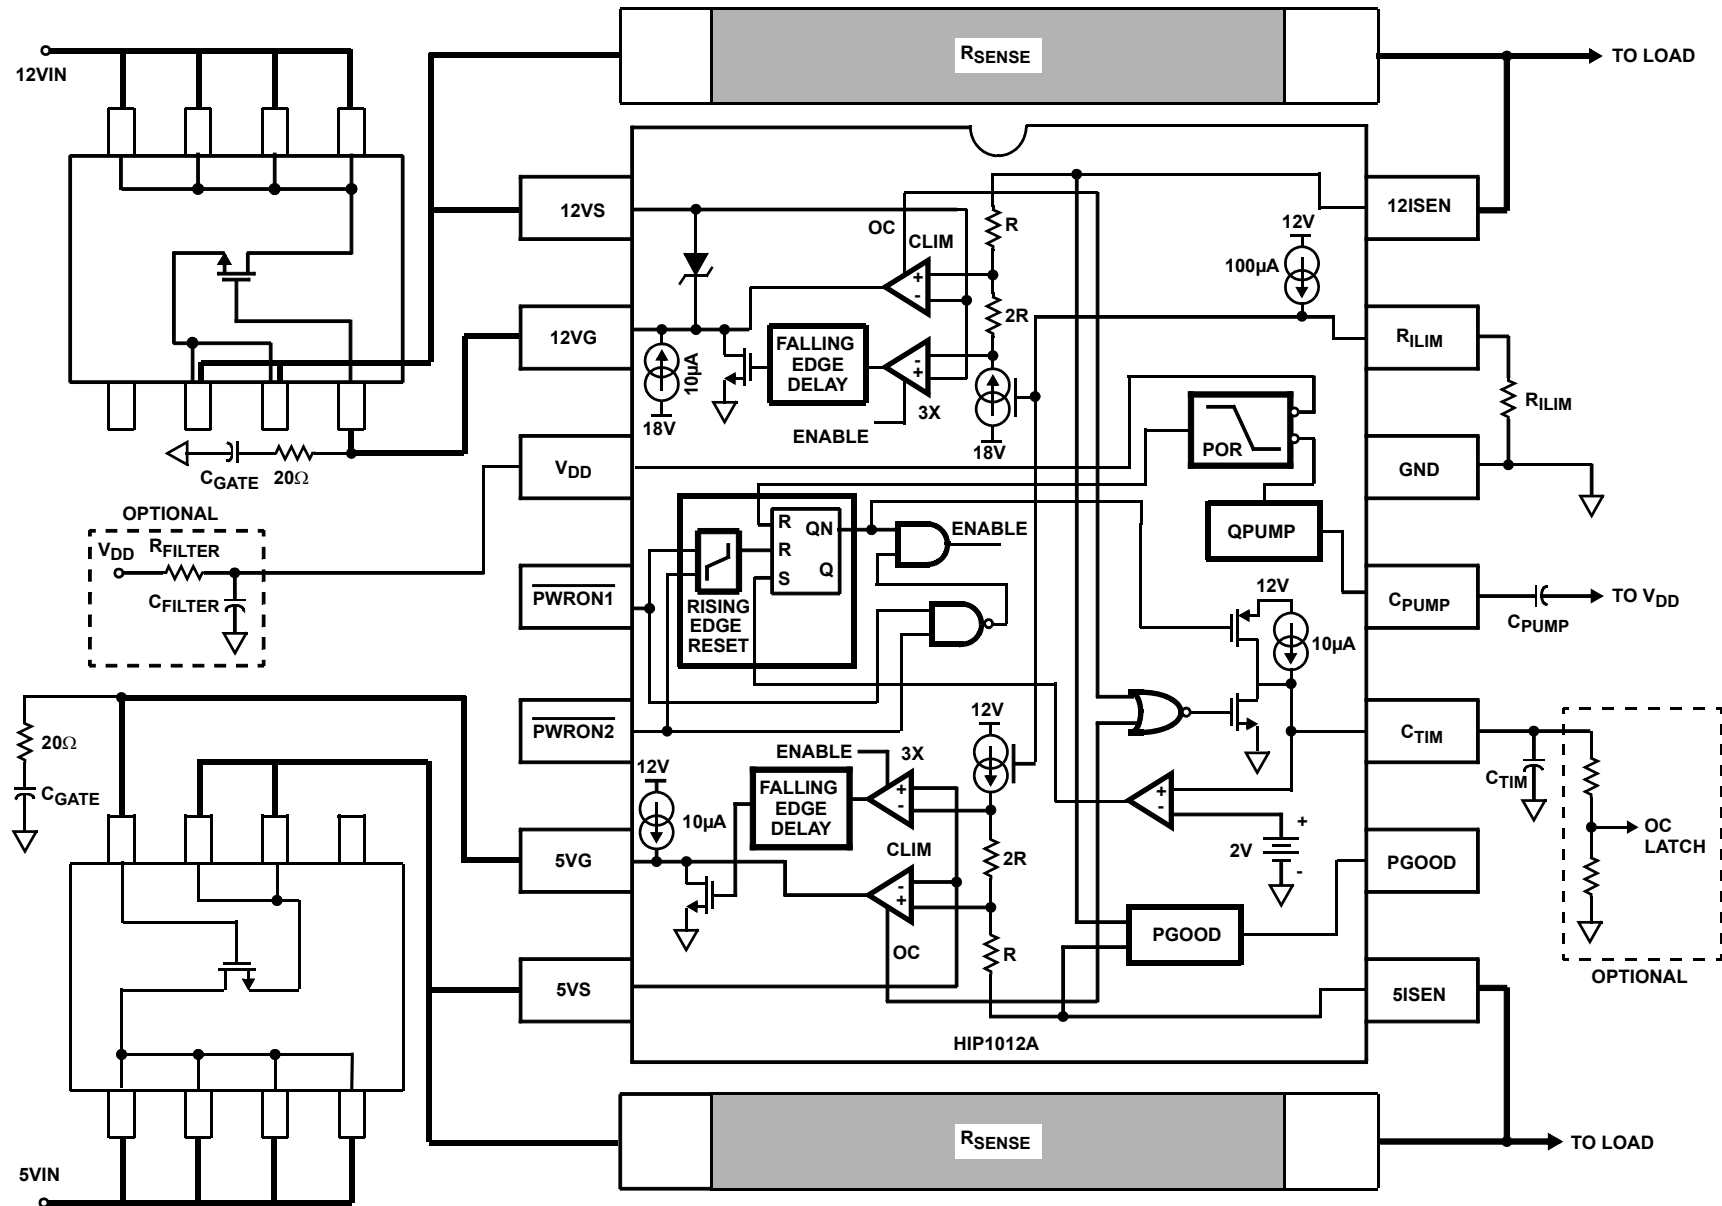 12VIN
RSENSE
TO LOAD
12VS
12VG
VDD
PWRON1
PWRON2
5VG
5VS
12ISEN
RILIM
GND
CPUMP
CTIM
PGOOD
5ISEN
OC
CLIM
R
+
-
2R
12V
100µA
10µA
18V
FALLING
EDGE
DELAY
-
+
3X
ENABLE
18V
POR
RILIM
CGATE
20Ω
OPTIONAL
VDD
RFILTER
CFILTER
R
R
S
QN
Q
RISING
EDGE
RESET
ENABLE
QPUMP
12V
10µA
CPUMP
TO VDD
20Ω
CGATE
12V
10µA
ENABLE
3X
FALLING
EDGE
DELAY
+
-
12V
2R
CLIM
-
+
OC
R
+
-
2V
+
-
PGOOD
CTIM
OC
LATCH
OPTIONAL
HIP1012A
5VIN
RSENSE
TO LOAD